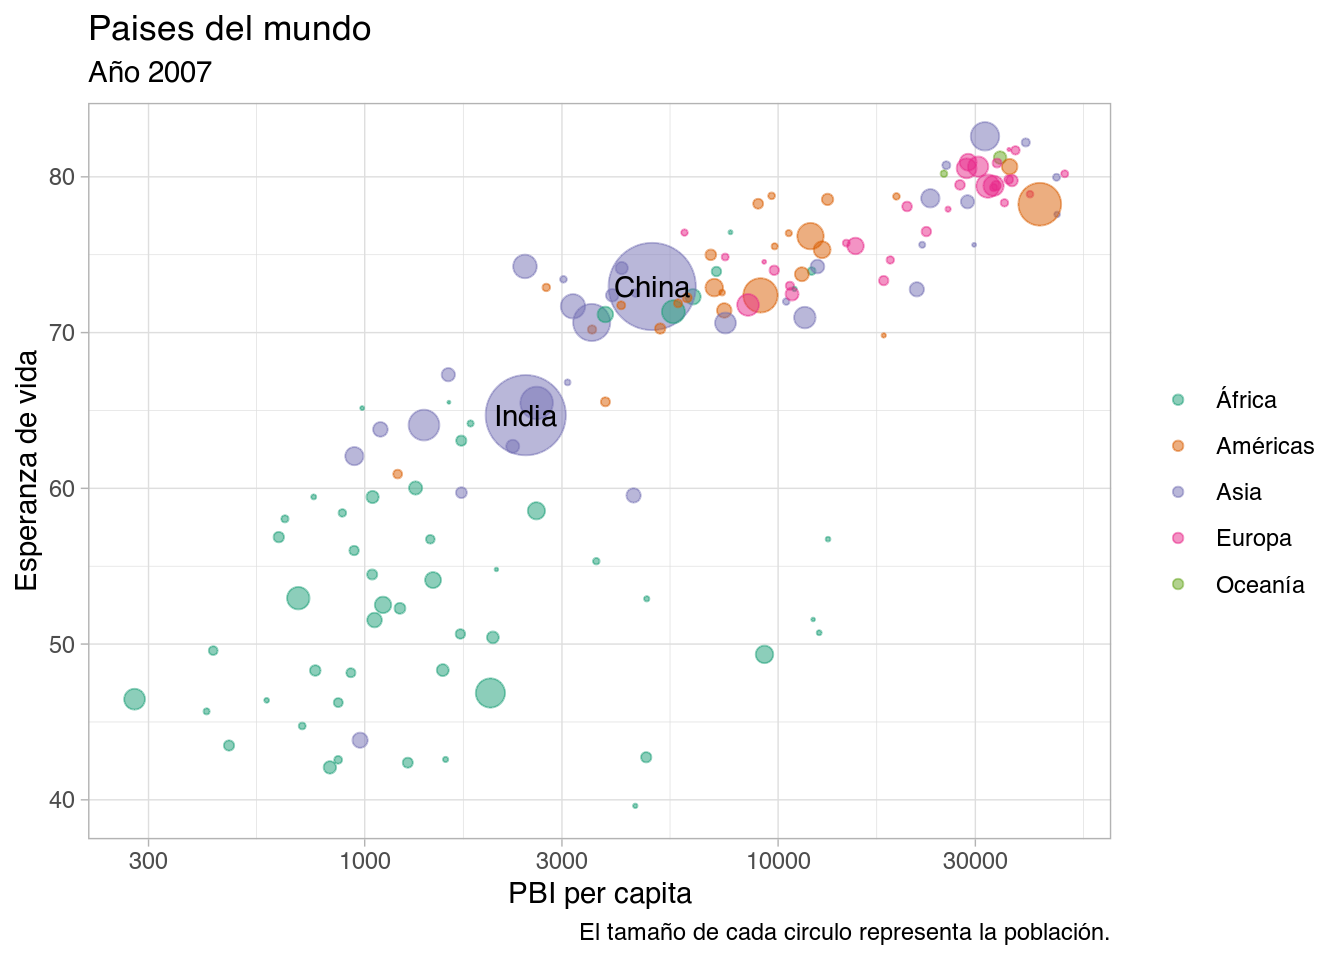 Paises del mundo
Año 2007
Esperanza de vida
80
70
60
50
40
China
India
300 1000 3000 10000 30000
PBI per capita
África
Américas
Asia
Europa
Oceanía
El tamaño de cada circulo representa la población.